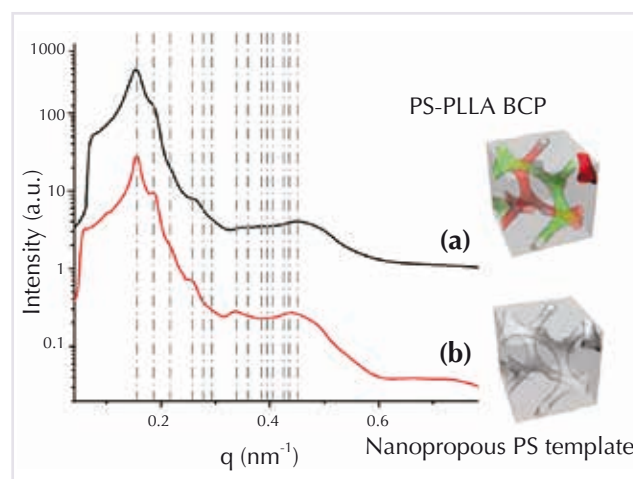 1000
100
10
1
0.1
Intensity (a.u.)
0.2
0.4
0.6
q (nm⁻¹)
PS-PLLA BCP
(a)
(b)
Nanopropous PS template